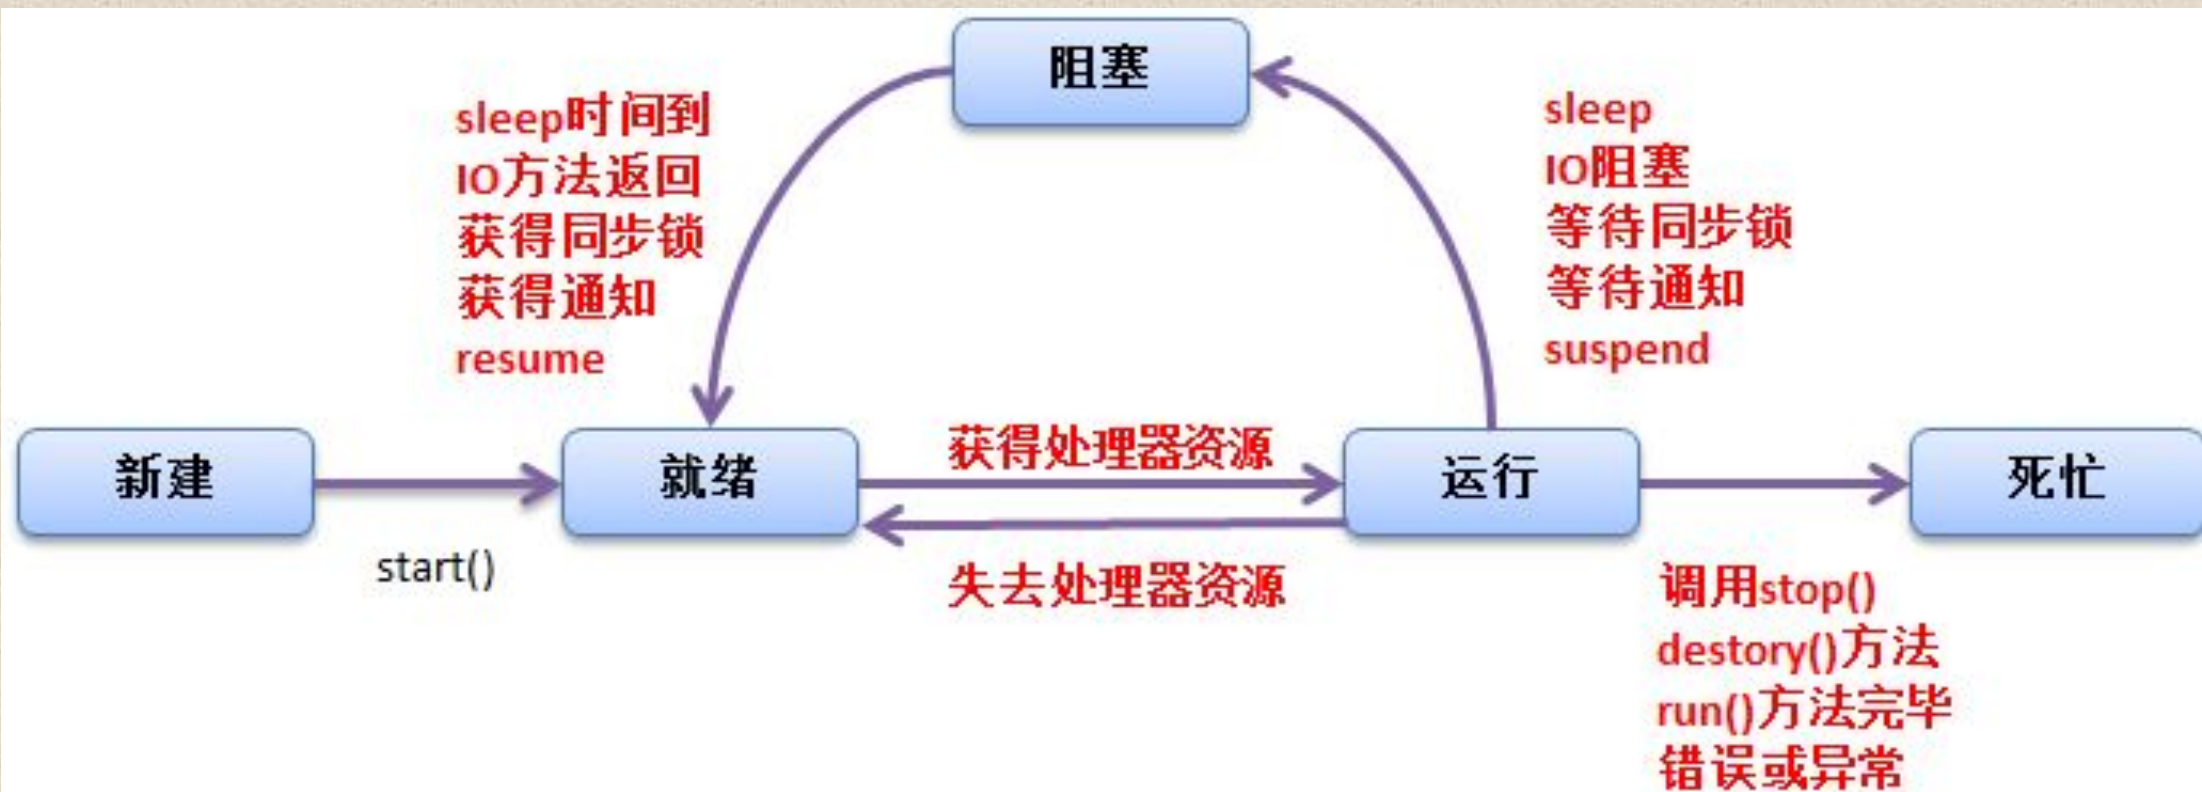 阻塞
sleep时间到
IO方法返回
获得同步锁
获得通知
resume
sleep
IO阻塞
等待同步锁
等待通知
suspend
新建
start()
就绪
获得处理器资源
失去处理器资源
运行
死忙
调用stop()
destory()方法
run()方法完毕
错误或异常